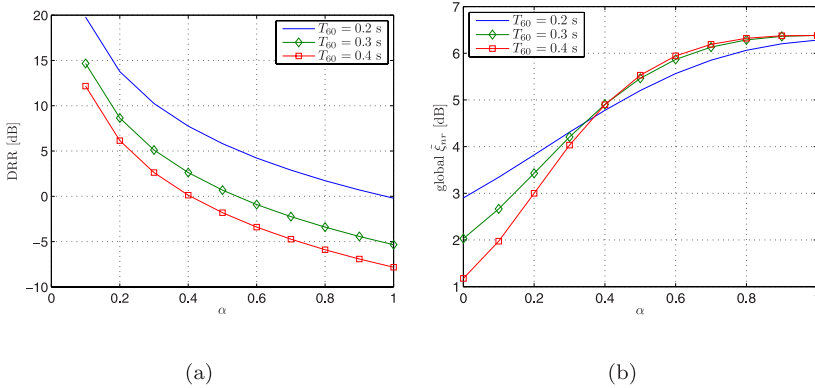 DRR [dB]
20
15
10
5
0
−5
−10
0
0.2
0.4
0.6
0.8
1
α
T60 = 0.2 s
T60 = 0.3 s
T60 = 0.4 s
(a)
global ξ̃nr [dB]
7
6
5
4
3
2
1
0
0.2
0.4
0.6
0.8
1
α
T60 = 0.2 s
T60 = 0.3 s
T60 = 0.4 s
(b)